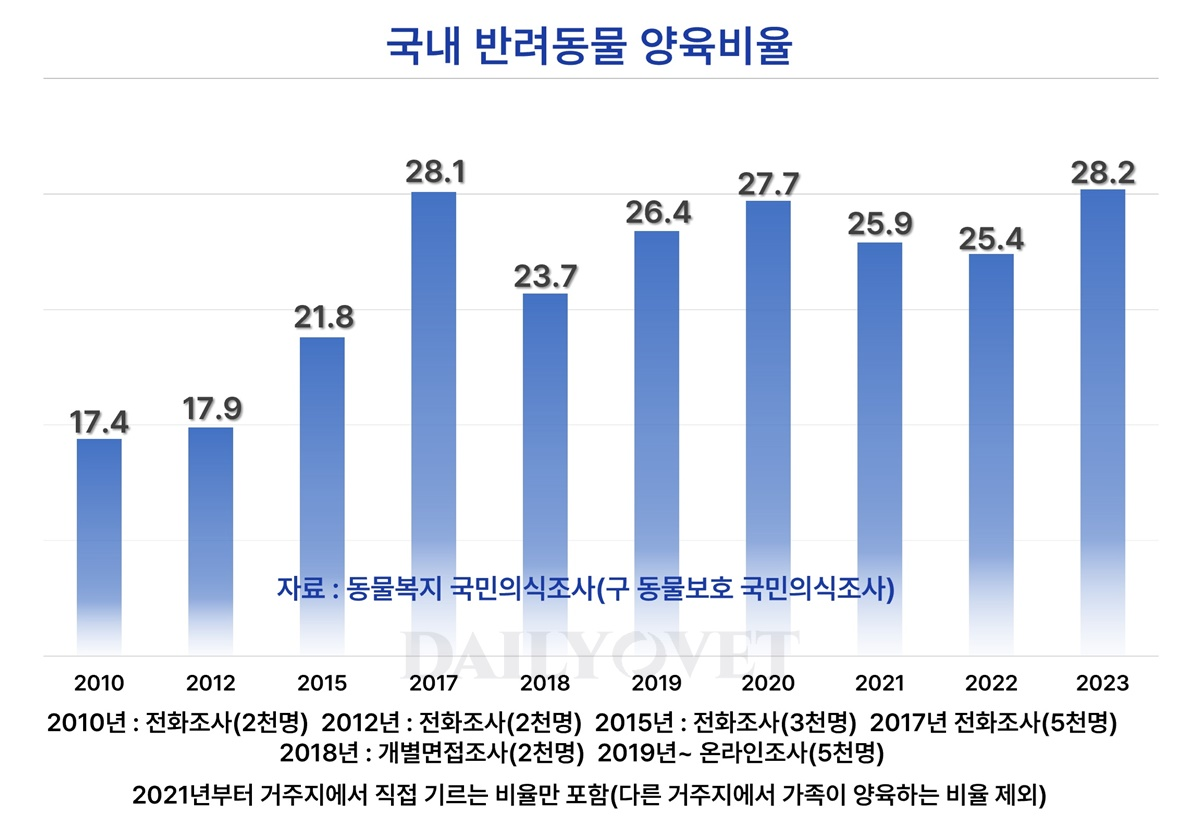 국내 반려동물 양육비율
17.4 17.9 21.8 28.1 23.7 26.4 27.7 25.9 25.4 28.2
자료 : 동물복지 국민의식조사(구 동물보호 국민의식조사)
DAILYVET
2010 2012 2015 2017 2018 2019 2020 2021 2022 2023
2010년 : 전화조사(2천명) 2012년 : 전화조사(2천명) 2015년 : 전화조사(3천명) 2017년 전화조사(5천명)
2018년 : 개별면접조사(2천명) 2019년~ 온라인조사(5천명)
2021년부터 거주지에서 직접 기르는 비율만 포함(다른 거주지에서 가족이 양육하는 비율 제외)